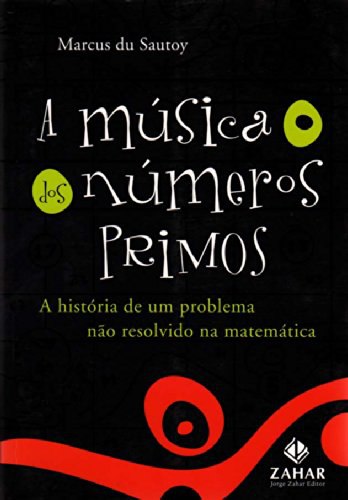 Marcus du Sautoy
A música
dos números
PRIMOS
A história de um problema
não resolvido na matemática
ZAHAR
Jorge Zahar Editor